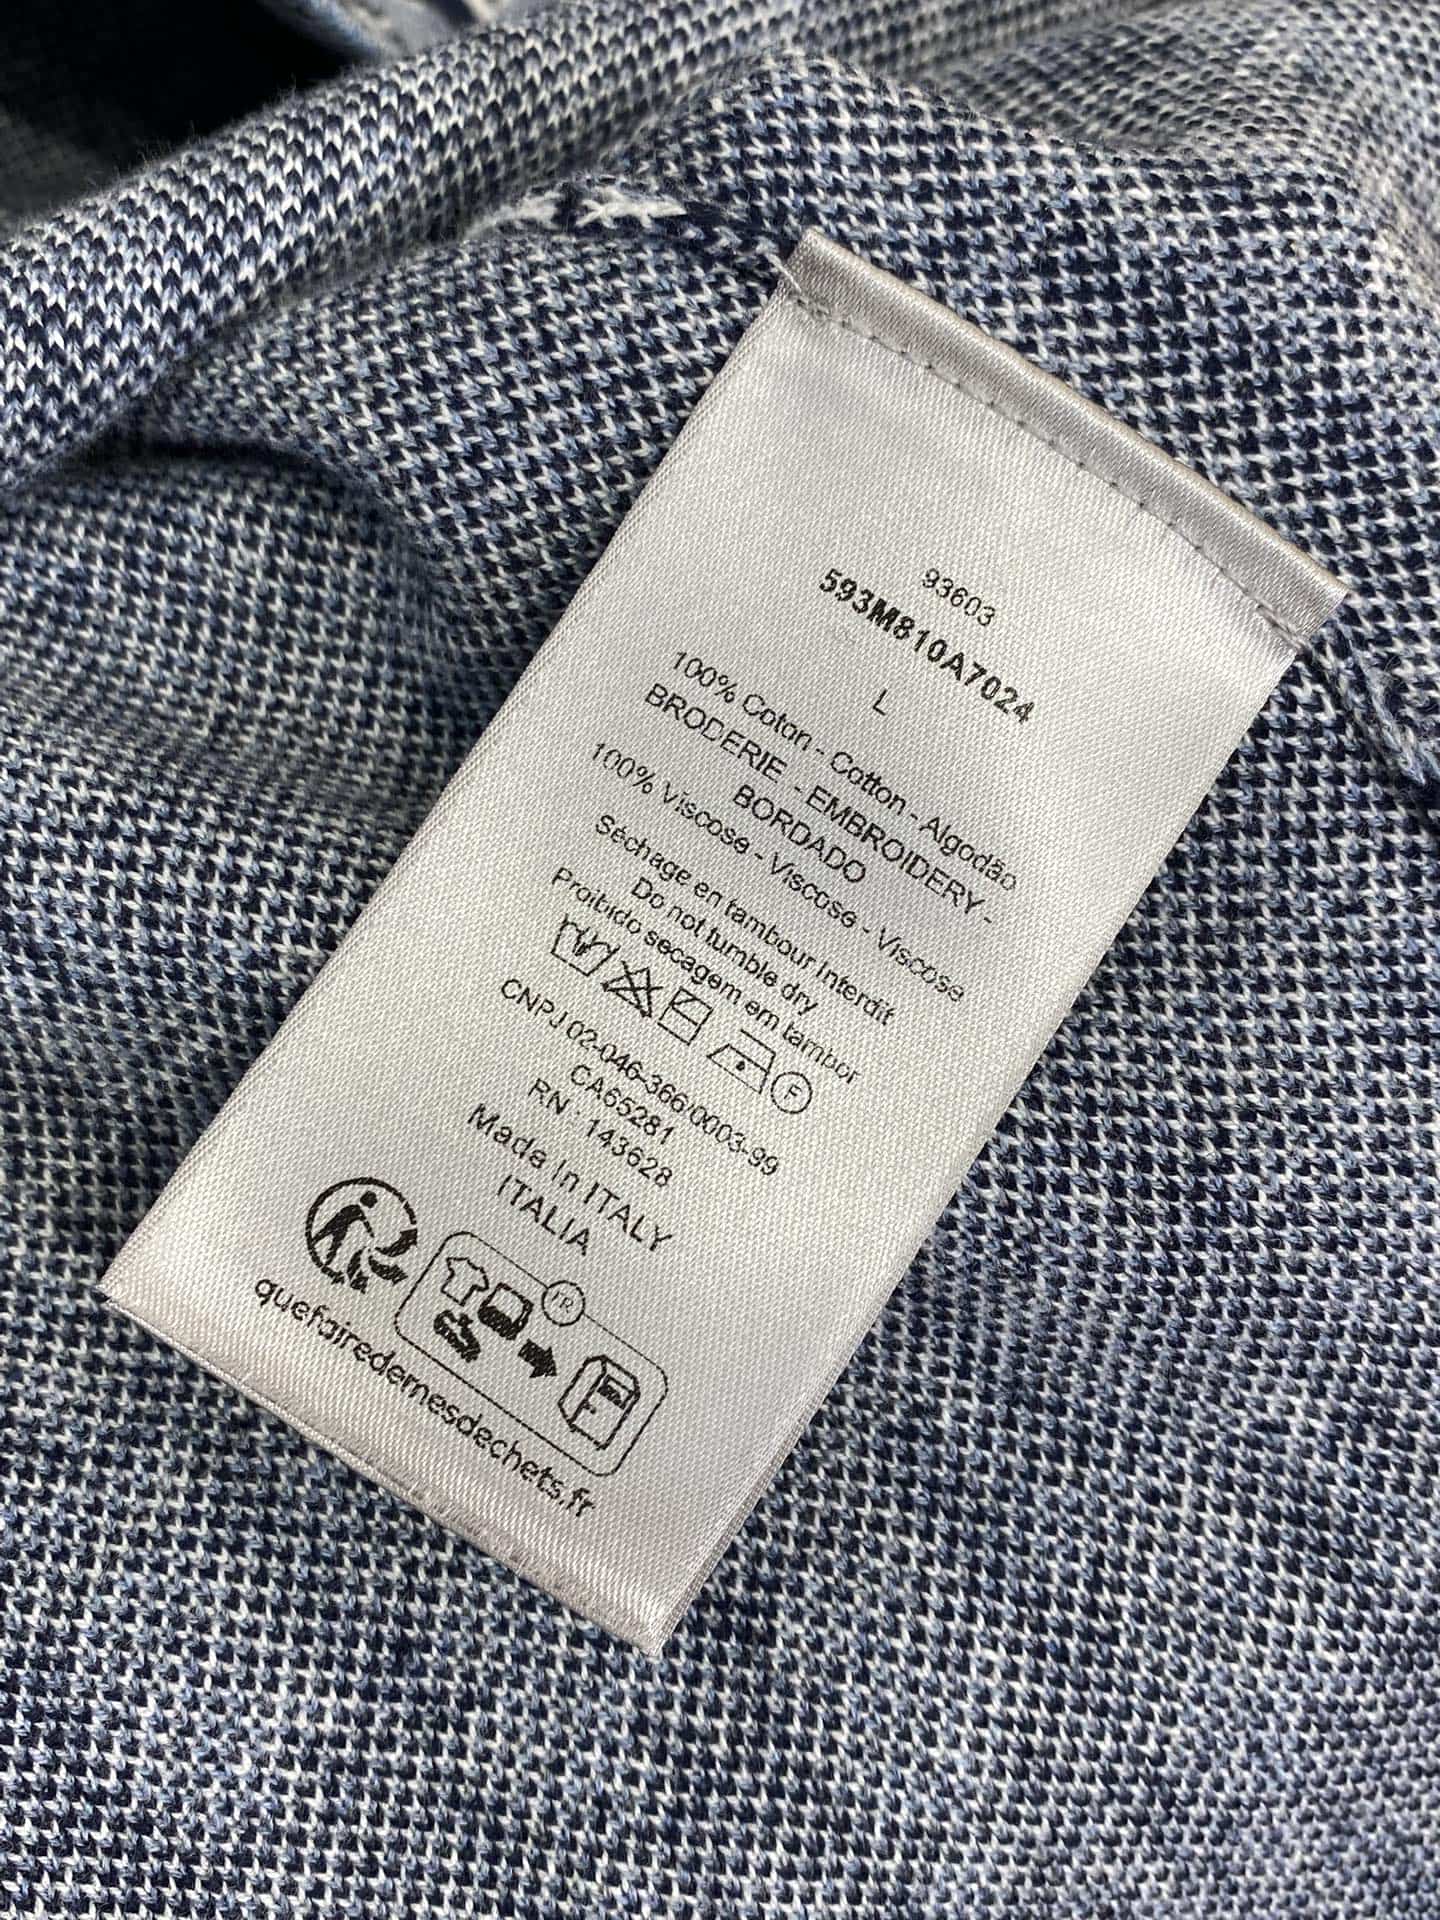 93603
593M810A7024
L
100% Coton - Cotton - Algodão
BRODERIE - EMBROIDERY -
BORDADO
100% Viscose - Viscose - Viscose
Séchage en tambour interdit
Do not tumble dry
Proibido secagem em tambor
F
CNPJ 02-046-366/0003-99
CA65281
RN : 143628
Made in ITALY
ITALIA
FR
quefairedemesdechets.fr